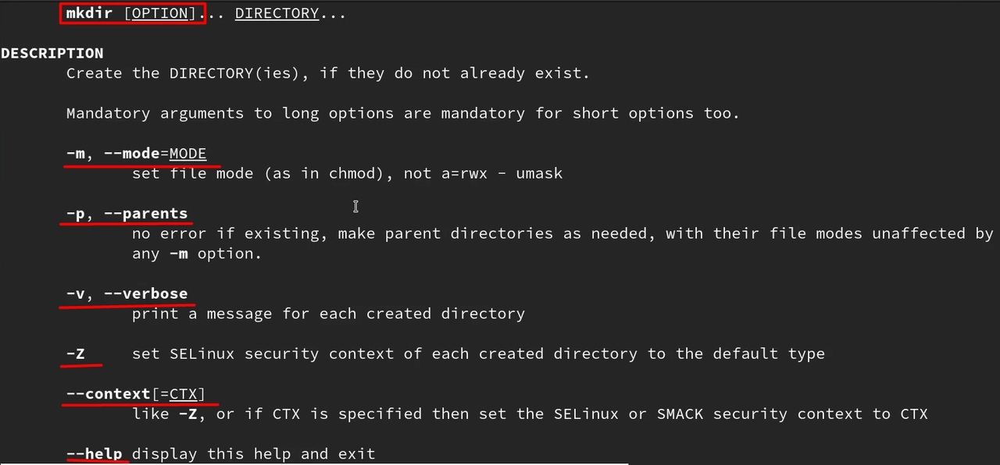 mkdir [OPTION]... DIRECTORY...
DESCRIPTION
Create the DIRECTORY(ies), if they do not already exist.
Mandatory arguments to long options are mandatory for short options too.
-m, --mode=MODE
set file mode (as in chmod), not a=rwx - umask
-p, --parents
no error if existing, make parent directories as needed, with their file modes unaffected by
any -m option.
-v, --verbose
print a message for each created directory
-Z set SELinux security context of each created directory to the default type
--context[=CTX]
like -Z, or if CTX is specified then set the SELinux or SMACK security context to CTX
--help display this help and exit